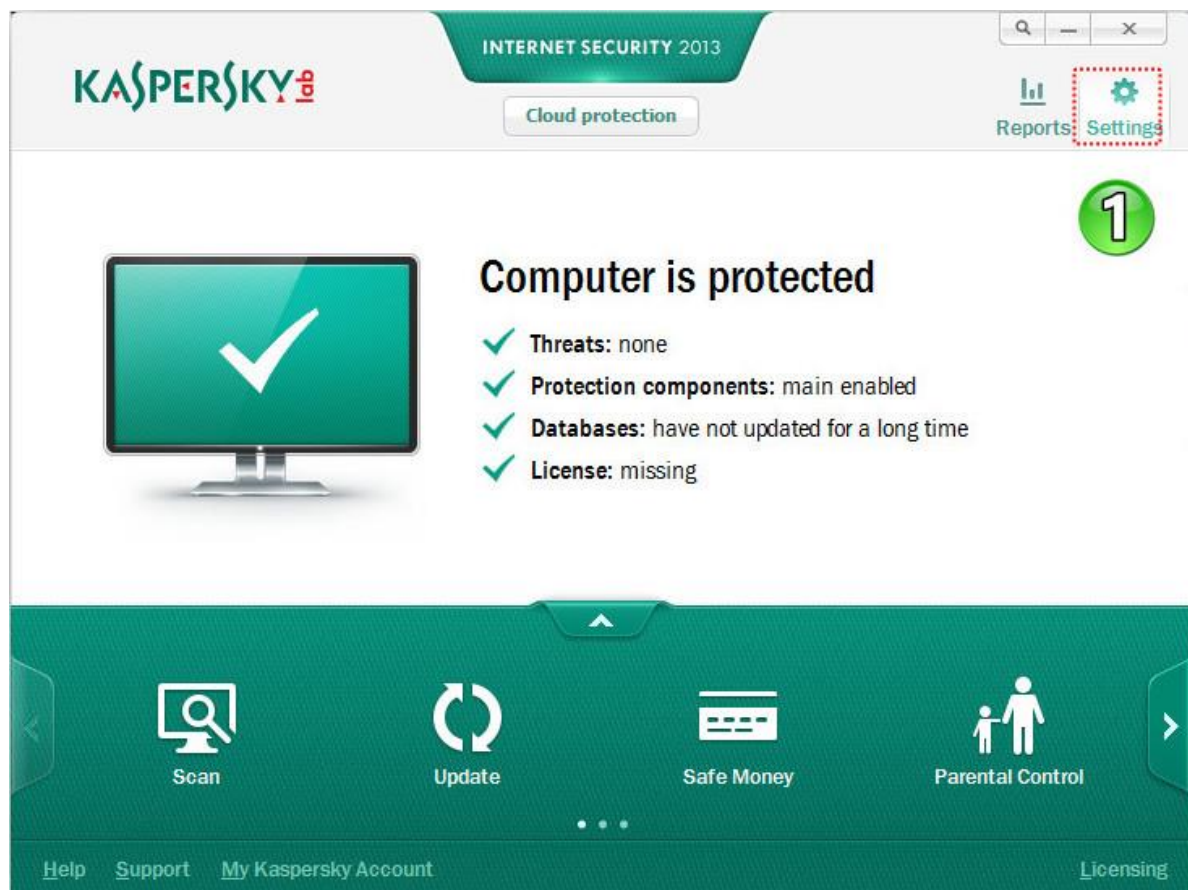 INTERNET SECURITY 2013
KASPERSKY lab
Cloud protection
Reports Settings
1
Computer is protected
Threats: none
Protection components: main enabled
Databases: have not updated for a long time
License: missing
Scan Update Safe Money Parental Control
Help Support My Kaspersky Account Licensing